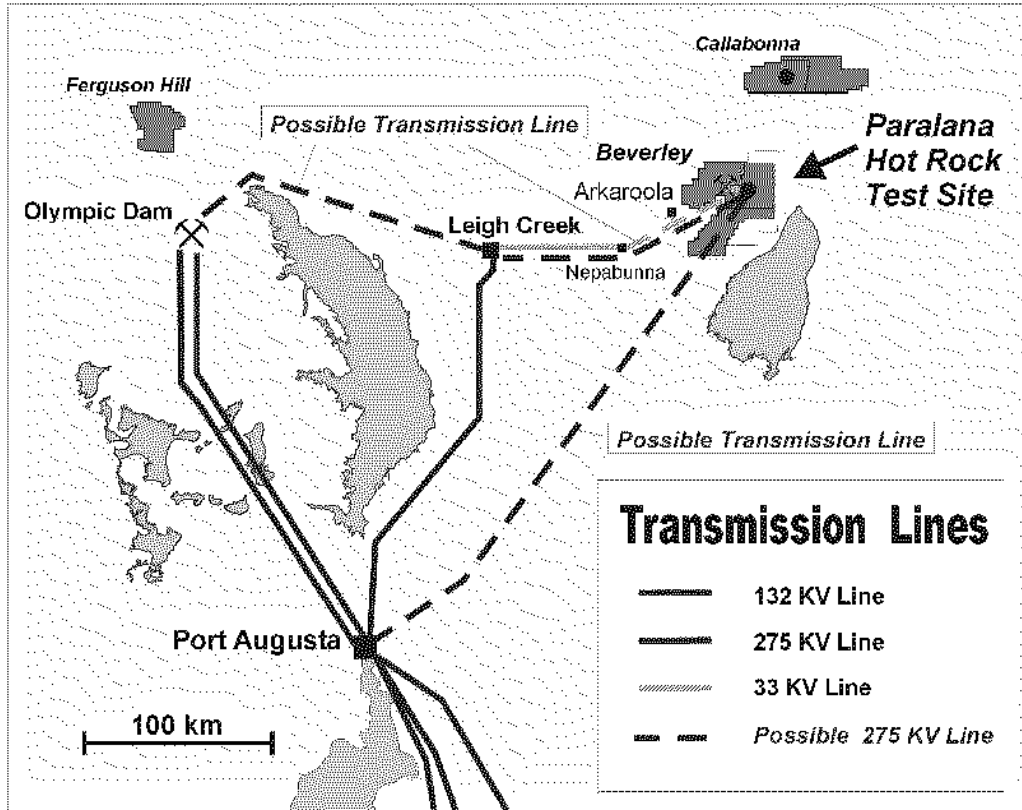 Callabonna
Ferguson Hill
Possible Transmission Line
Paralana
Hot Rock
Test Site
Beverley
Arkaroola
Olympic Dam
Leigh Creek
Nepabunna
Possible Transmission Line
Transmission Lines
132 KV Line
275 KV Line
33 KV Line
Possible 275 KV Line
Port Augusta
100 km